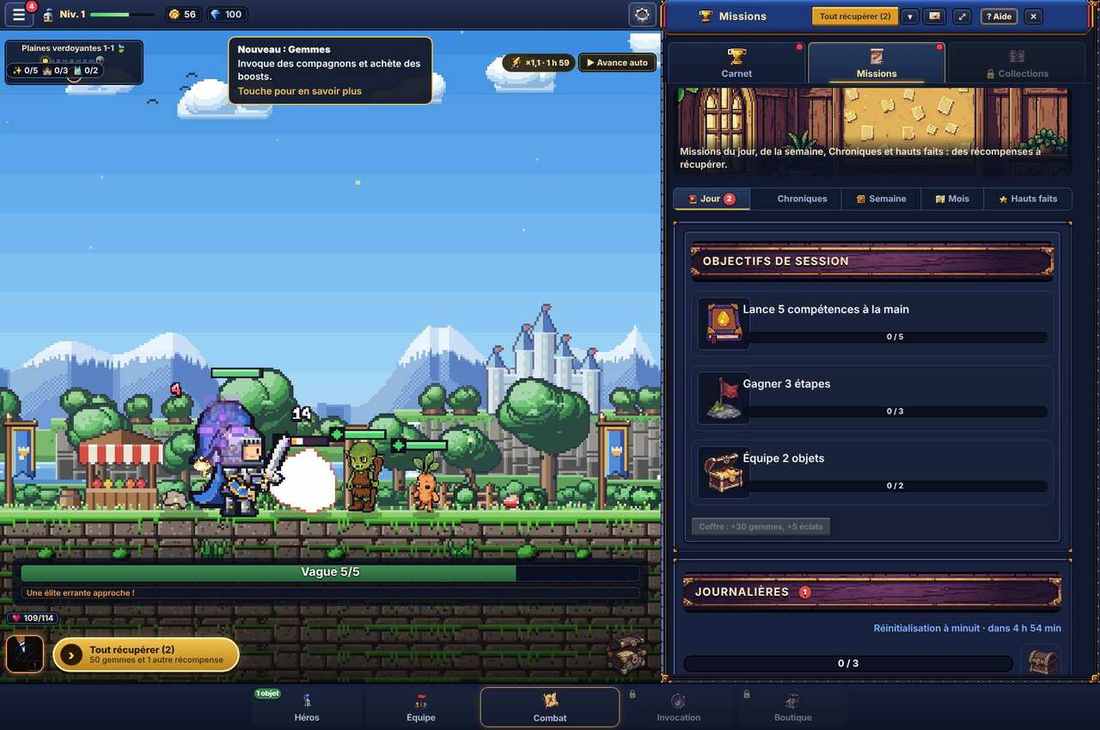 4
Niv. 1
56
100
Plaines verdoyantes 1-1
0/5
0/3
0/2
Nouveau : Gemmes
Invoque des compagnons et achète des
boosts.
Touche pour en savoir plus
×1,1 · 1 h 59
Avance auto
4
14
Vague 5/5
Une élite errante approche !
109/114
Tout récupérer (2)
50 gemmes et 1 autre récompense
Missions
Tout récupérer (2)
? Aide
Carnet
Missions
Collections
Missions du jour, de la semaine, Chroniques et hauts faits : des récompenses à
récupérer.
Jour 2
Chroniques
Semaine
Mois
Hauts faits
OBJECTIFS DE SESSION
Lance 5 compétences à la main
0 / 5
Gagner 3 étapes
0 / 3
Équipe 2 objets
0 / 2
Coffre : +30 gemmes, +5 éclats
JOURNALIÈRES 1
Réinitialisation à minuit · dans 4 h 54 min
0 / 3
1 objet
Héros
Équipe
Combat
Invocation
Boutique